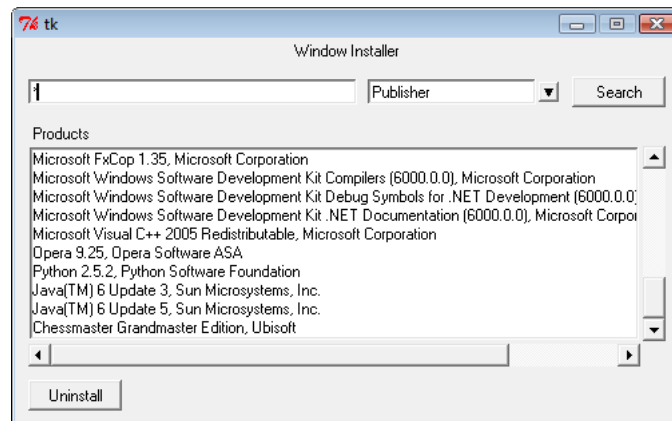 tk
Window Installer
*
Publisher
Search
Products
Microsoft FxCop 1.35, Microsoft Corporation
Microsoft Windows Software Development Kit Compilers (6000.0.0), Microsoft Corporation
Microsoft Windows Software Development Kit Debug Symbols for .NET Development (6000.0.0)
Microsoft Windows Software Development Kit .NET Documentation (6000.0.0), Microsoft Corpor
Microsoft Visual C++ 2005 Redistributable, Microsoft Corporation
Opera 9.25, Opera Software ASA
Python 2.5.2, Python Software Foundation
Java(TM) 6 Update 3, Sun Microsystems, Inc.
Java(TM) 6 Update 5, Sun Microsystems, Inc.
Chessmaster Grandmaster Edition, Ubisoft
Uninstall